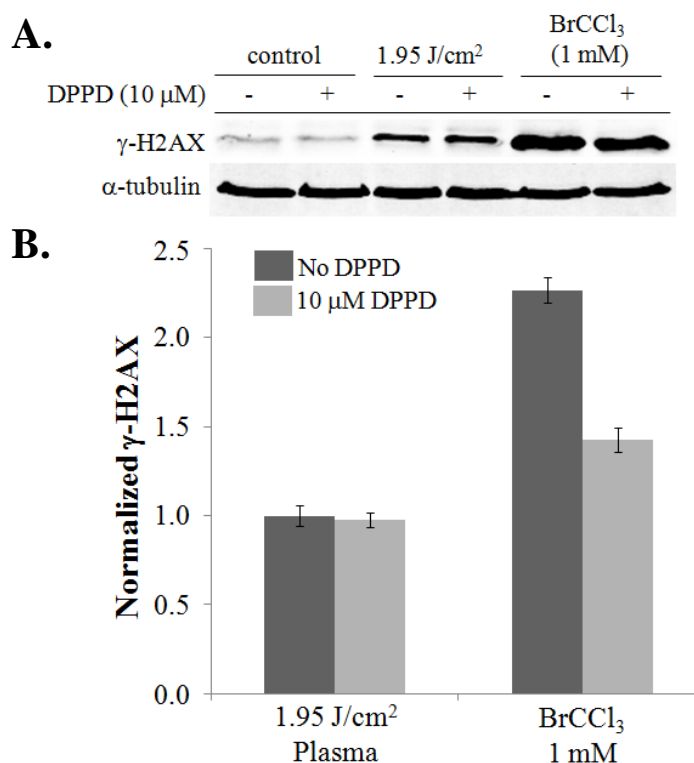 A.
control
1.95 J/cm²
BrCCl₃
(1 mM)
DPPD (10 μM)
- + - + - +
γ-H2AX
α-tubulin
B.
Normalized γ-H2AX
2.5
2.0
1.5
1.0
0.5
0.0
No DPPD
10 μM DPPD
1.95 J/cm²
Plasma
BrCCl₃
1 mM